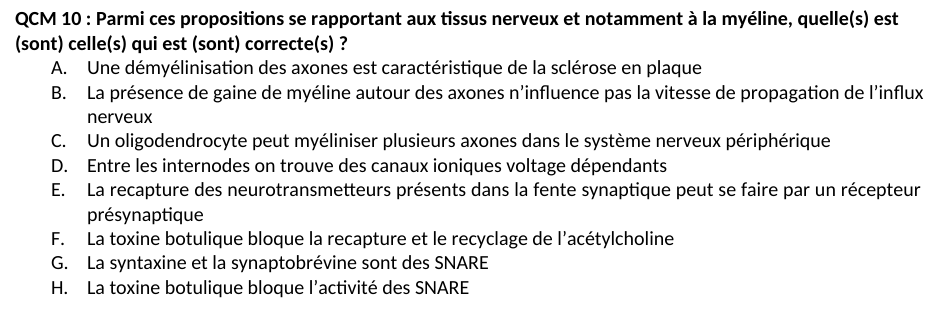 QCM 10 : Parmi ces propositions se rapportant aux tissus nerveux et notamment à la myéline, quelle(s) est
(sont) celle(s) qui est (sont) correcte(s) ?
A. Une démyélinisation des axones est caractéristique de la sclérose en plaque
B. La présence de gaine de myéline autour des axones n’influence pas la vitesse de propagation de l’influx
nerveux
C. Un oligodendrocyte peut myéliniser plusieurs axones dans le système nerveux périphérique
D. Entre les internodes on trouve des canaux ioniques voltage dépendants
E. La recapture des neurotransmetteurs présents dans la fente synaptique peut se faire par un récepteur
présynaptique
F. La toxine botulique bloque la recapture et le recyclage de l’acétylcholine
G. La syntaxine et la synaptobrévine sont des SNARE
H. La toxine botulique bloque l’activité des SNARE